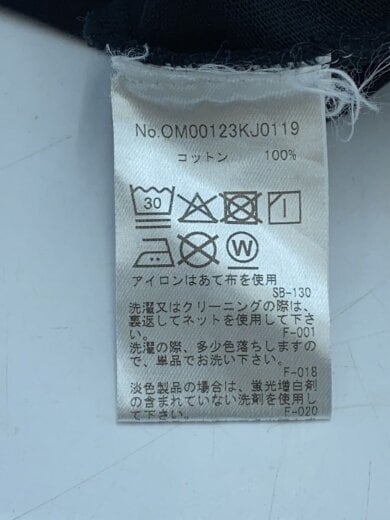 No.OM00123KJ0119
コットン 100%
30
W
アイロンはあて布を使用
SB-130
洗濯又はクリーニングの際は、
裏返してネットを使用して下さ
い。 F-001
洗濯の際、多少色落ちしますの
で、単品でお洗い下さい。
F-018
淡色製品の場合は、蛍光増白剤
の含まれていない洗剤を使用し
て下さい。 F-020